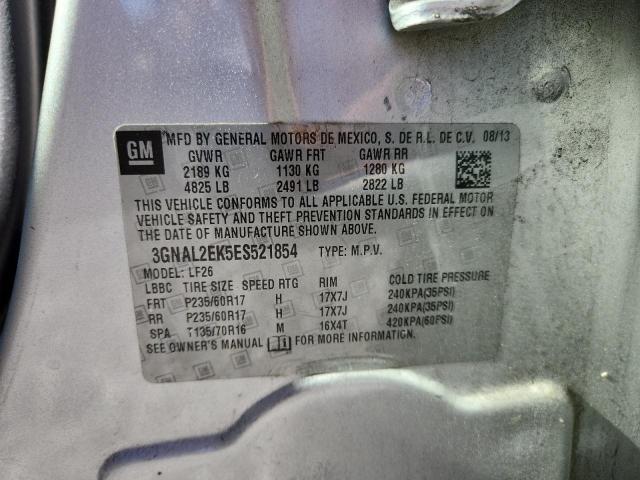 GM
MFD BY GENERAL MOTORS DE MEXICO, S. DE R.L. DE C.V. 08/13
GVWR GAWR FRT GAWR RR
2189 KG 1130 KG 1280 KG
4825 LB 2491 LB 2822 LB
THIS VEHICLE CONFORMS TO ALL APPLICABLE U.S. FEDERAL MOTOR
VEHICLE SAFETY AND THEFT PREVENTION STANDARDS IN EFFECT ON
THE DATE OF MANUFACTURE SHOWN ABOVE.
3GNAL2EK5ES521854 TYPE: M.P.V.
MODEL: LF26
LBBC TIRE SIZE SPEED RTG RIM COLD TIRE PRESSURE
FRT P235/60R17 H 17X7J 240KPA(35PSI)
RR P235/60R17 H 17X7J 240KPA(35PSI)
SPA T135/70R16 M 16X4T 420KPA(60PSI)
SEE OWNER'S MANUAL FOR MORE INFORMATION.